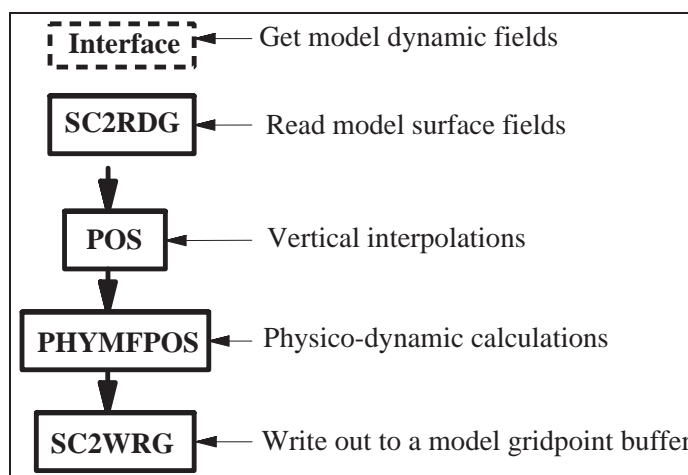 Interface Get model dynamic fields
SC2RDG Read model surface fields
POS Vertical interpolations
PHYMFPOS Physico-dynamic calculations
SC2WRG Write out to a model gridpoint buffer